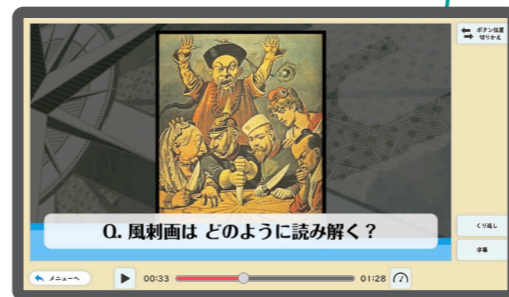 ボタン位置
切りかえ
Q. 風刺画は どのように読み解く？
くり返し
字幕
メニューへ
00:33
01:28